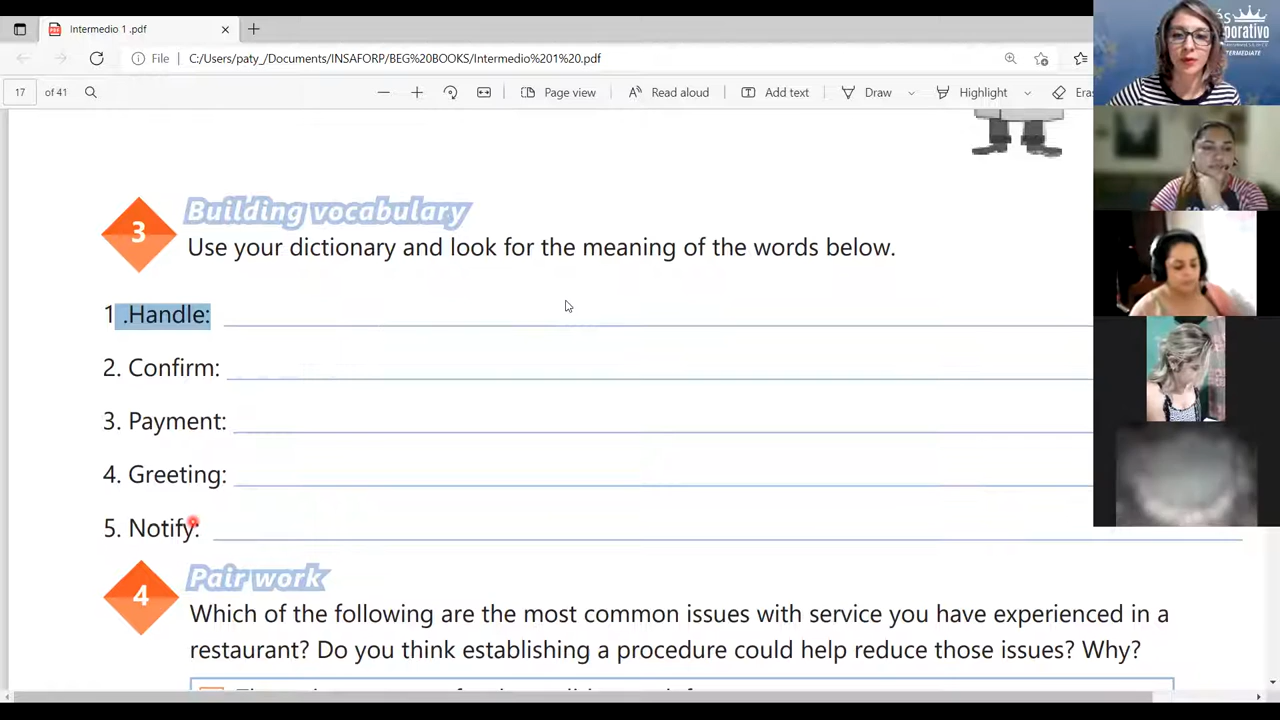 Intermedio 1 .pdf
File
C:/Users/paty_/Documents/INSAFORP/BEG%20BOOKS/Intermedio%201%20.pdf
17 of 41
Page view
Read aloud
Add text
Draw
Highlight
Eras
és
porativo
INTERMEDIATE
3
Building vocabulary
Use your dictionary and look for the meaning of the words below.
1 .Handle:
2. Confirm:
3. Payment:
4. Greeting:
5. Notify:
4
Pair work
Which of the following are the most common issues with service you have experienced in a
restaurant? Do you think establishing a procedure could help reduce those issues? Why?